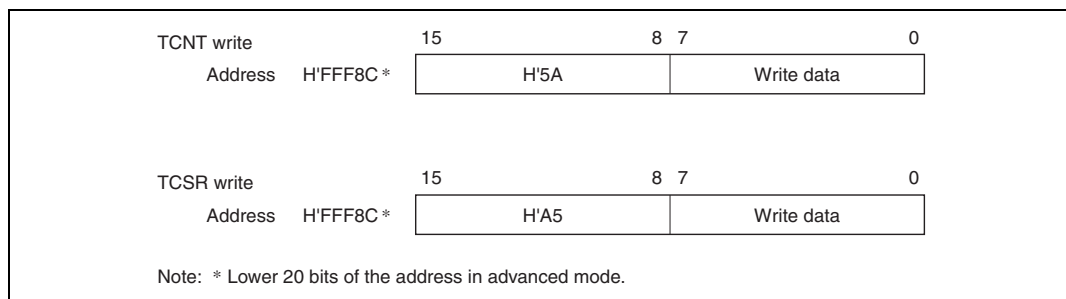 TCNT write 15 8 7 0
Address H'FFF8C * H'5A Write data
TCSR write 15 8 7 0
Address H'FFF8C * H'A5 Write data
Note: * Lower 20 bits of the address in advanced mode.